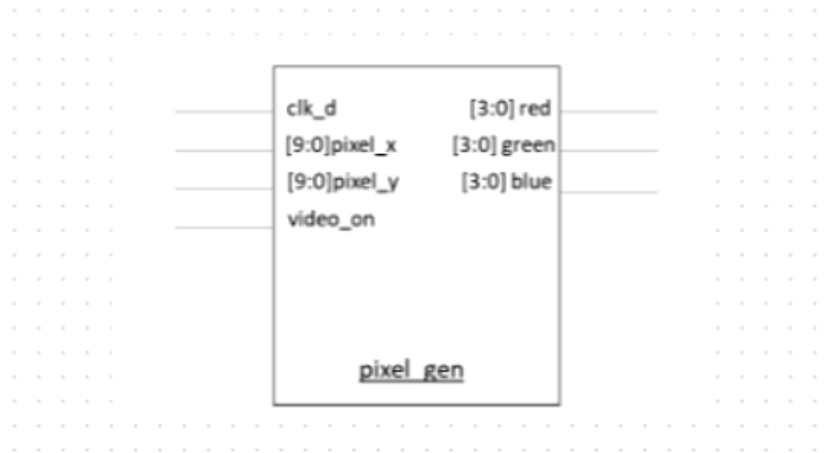 clk_d
[9:0]pixel_x
[9:0]pixel_y
video_on
[3:0] red
[3:0] green
[3:0] blue
pixel_gen